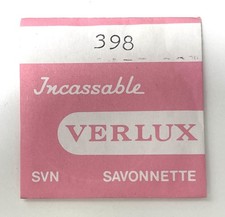 398
Incassable
VERLUX
SVN SAVONNETTE